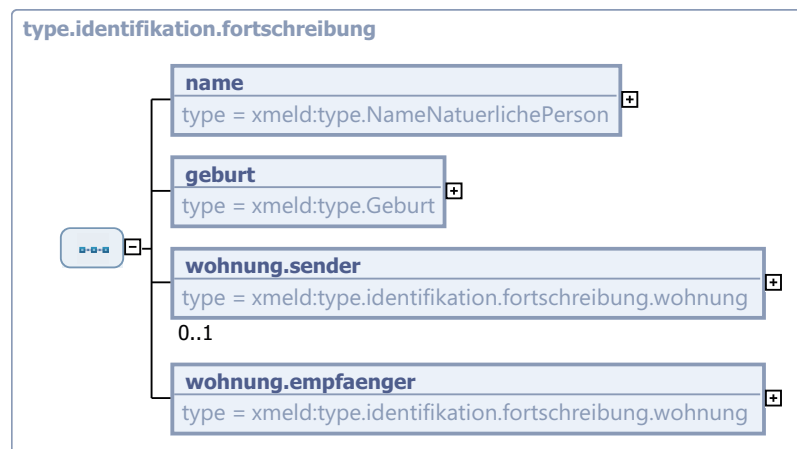 type.identifikation.fortschreibung
name
type = xmeld:type.NameNatuerlichePerson
geburt
type = xmeld:type.Geburt
wohnung.sender
type = xmeld:type.identifikation.fortschreibung.wohnung
0..1
wohnung.empfaenger
type = xmeld:type.identifikation.fortschreibung.wohnung